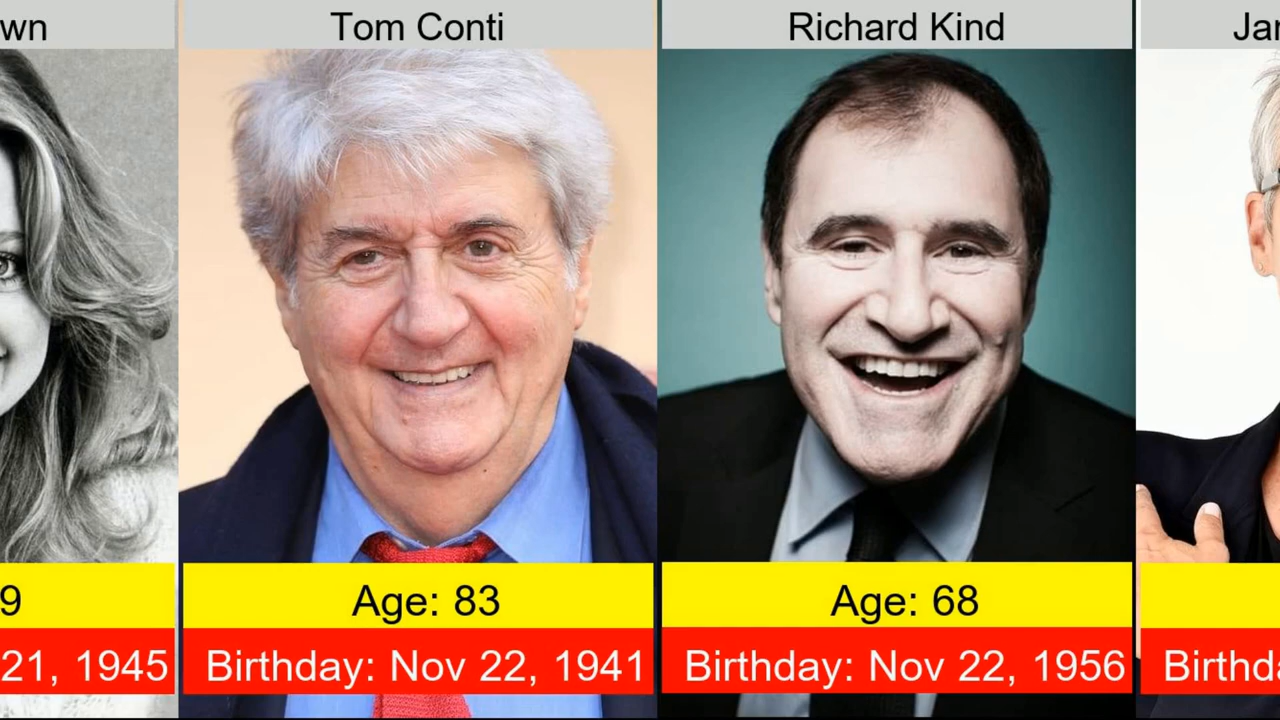 wn
Tom Conti
Richard Kind
Jar
9
Age: 83
Age: 68
21, 1945
Birthday: Nov 22, 1941
Birthday: Nov 22, 1956
Birthda